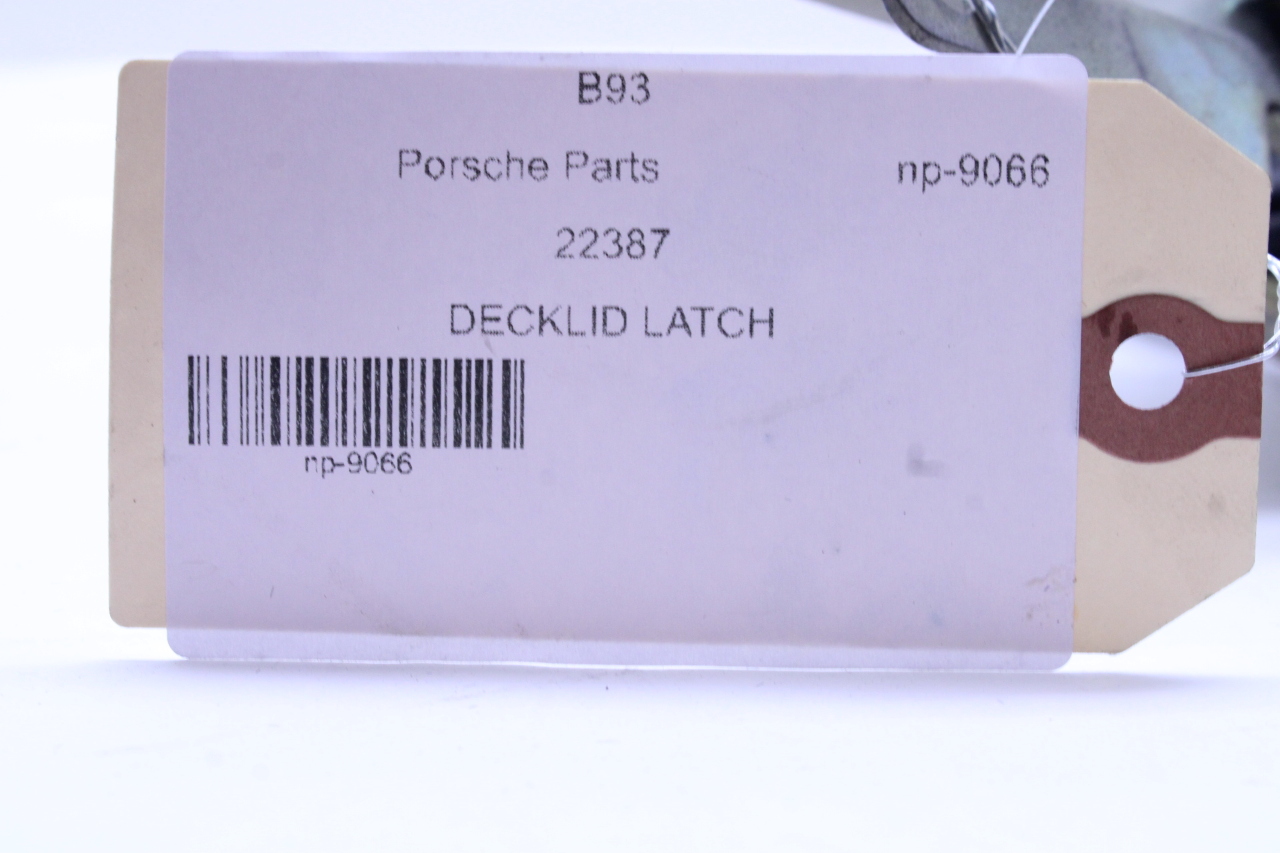 B93
Porsche Parts np-9066
22387
DECKLID LATCH
np-9066